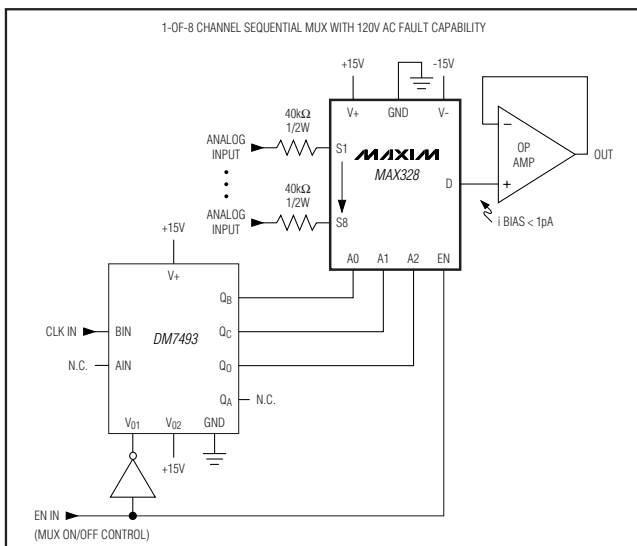 1-OF-8 CHANNEL SEQUENTIAL MUX WITH 120V AC FAULT CAPABILITY
+15V
-15V
40kΩ
1/2W
V+
GND
V-
ANALOG
INPUT
S1
MAXIM
MAX328
−
OP
AMP
OUT
D
+
40kΩ
1/2W
ANALOG
INPUT
S8
i BIAS < 1pA
+15V
A0
A1
A2
EN
V+
QB
CLK IN
BIN
DM7493
QC
N.C.
AIN
QO
QA
N.C.
V01
V02
GND
+15V
EN IN
(MUX ON/OFF CONTROL)